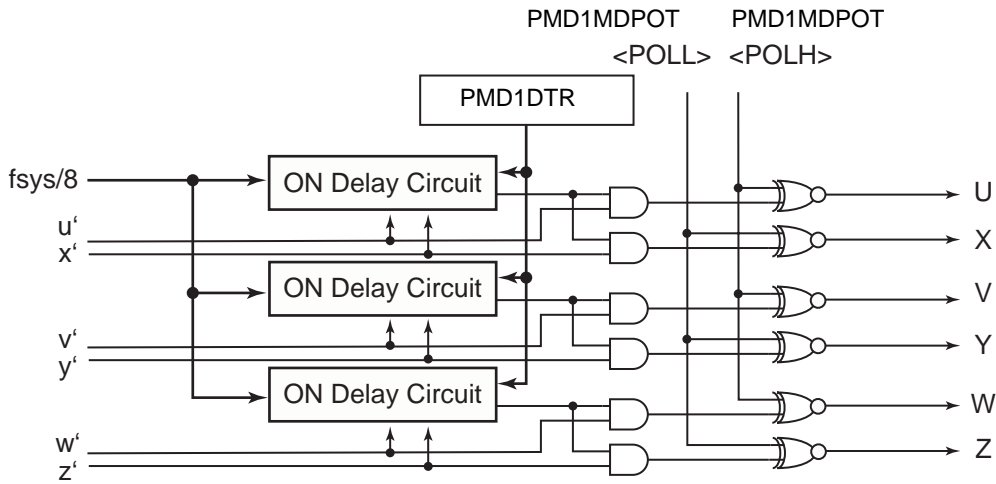 PMD1MDPOT PMD1MDPOT
<POLL> <POLH>
PMD1DTR
fsys/8
ON Delay Circuit
U
u‘
x‘
X
ON Delay Circuit
V
v‘
y‘
Y
ON Delay Circuit
W
w‘
z‘
Z